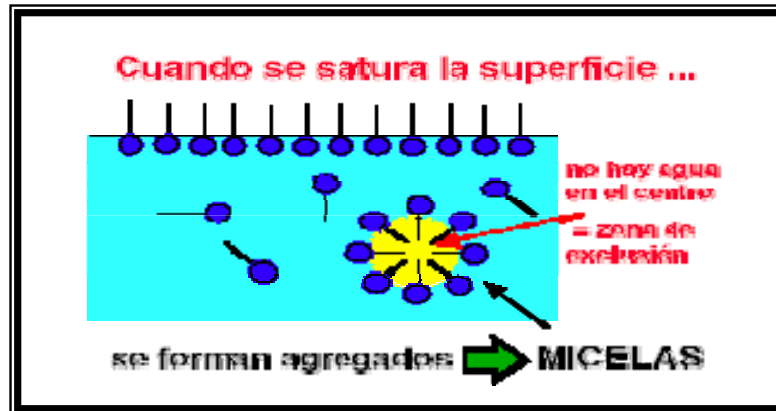 Cuando se satura la superficie ...
no hay agua
en el centro
= zona de
exclusión
se forman agregados MICELAS